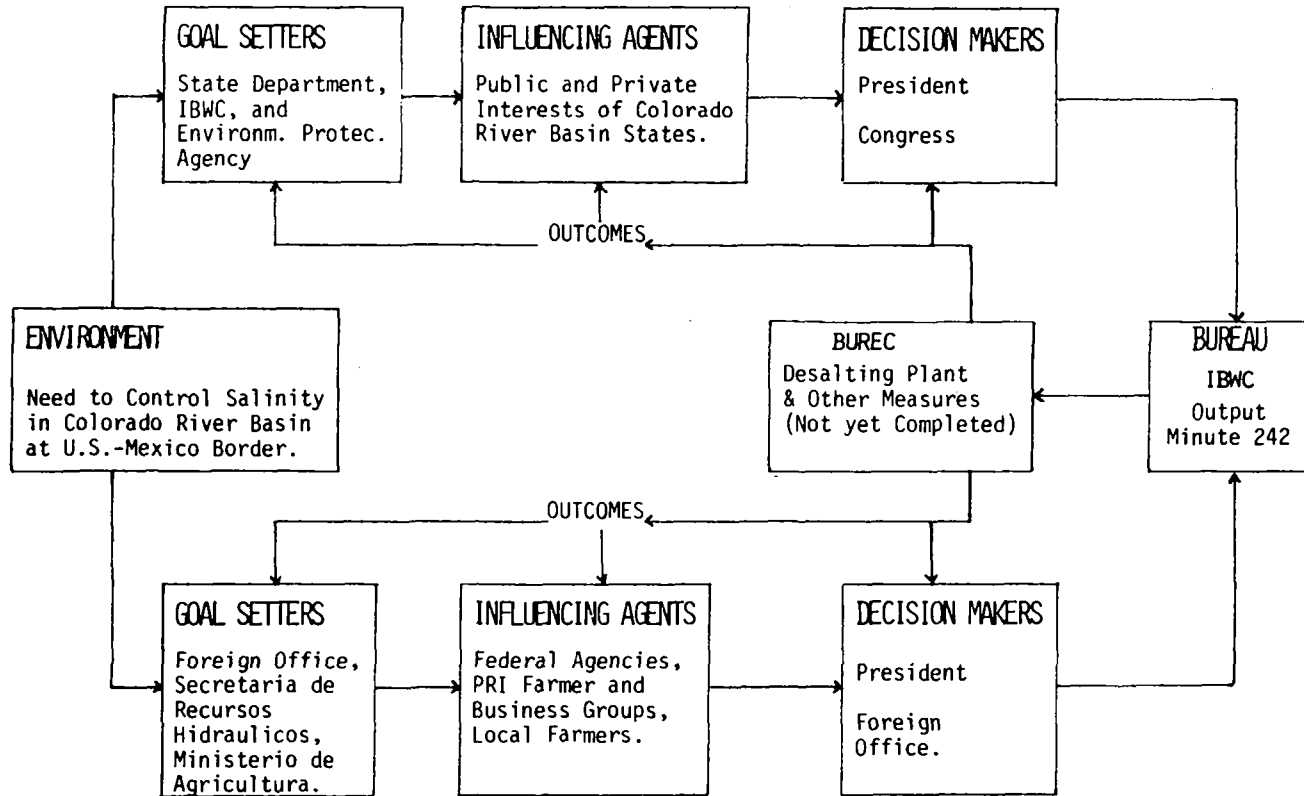 GOAL SETTERS
State Department,
IBWC, and
Environm. Protec.
Agency
INFLUENCING AGENTS
Public and Private
Interests of Colorado
River Basin States.
DECISION MAKERS
President
Congress
OUTCOMES
ENVIRONMENT
Need to Control Salinity
in Colorado River Basin
at U.S.-Mexico Border.
BUREC
Desalting Plant
& Other Measures
(Not yet Completed)
BUREAU
IBWC
Output
Minute 242
OUTCOMES
GOAL SETTERS
Foreign Office,
Secretaria de
Recursos
Hidraulicos,
Ministerio de
Agricultura.
INFLUENCING AGENTS
Federal Agencies,
PRI Farmer and
Business Groups,
Local Farmers.
DECISION MAKERS
President
Foreign
Office.